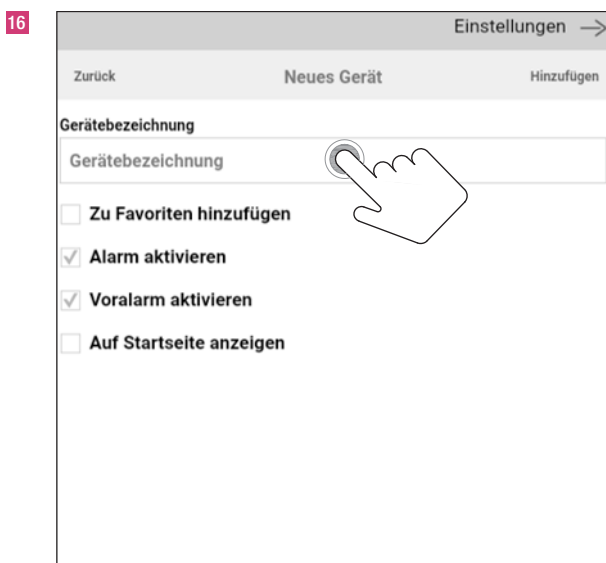 16
Einstellungen →
Zurück Neues Gerät Hinzufügen
Gerätebezeichnung
Gerätebezeichnung
Zu Favoriten hinzufügen
Alarm aktivieren
Voralarm aktivieren
Auf Startseite anzeigen